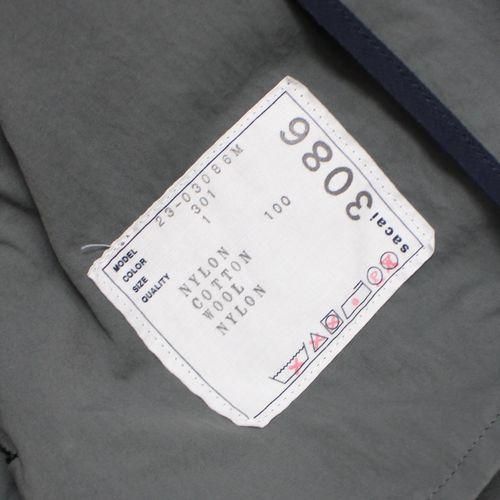 sacai 3086
MODEL 23-03086M
COLOR 301
SIZE 1
QUALITY 100
NYLON
COTTON
WOOL
NYLON